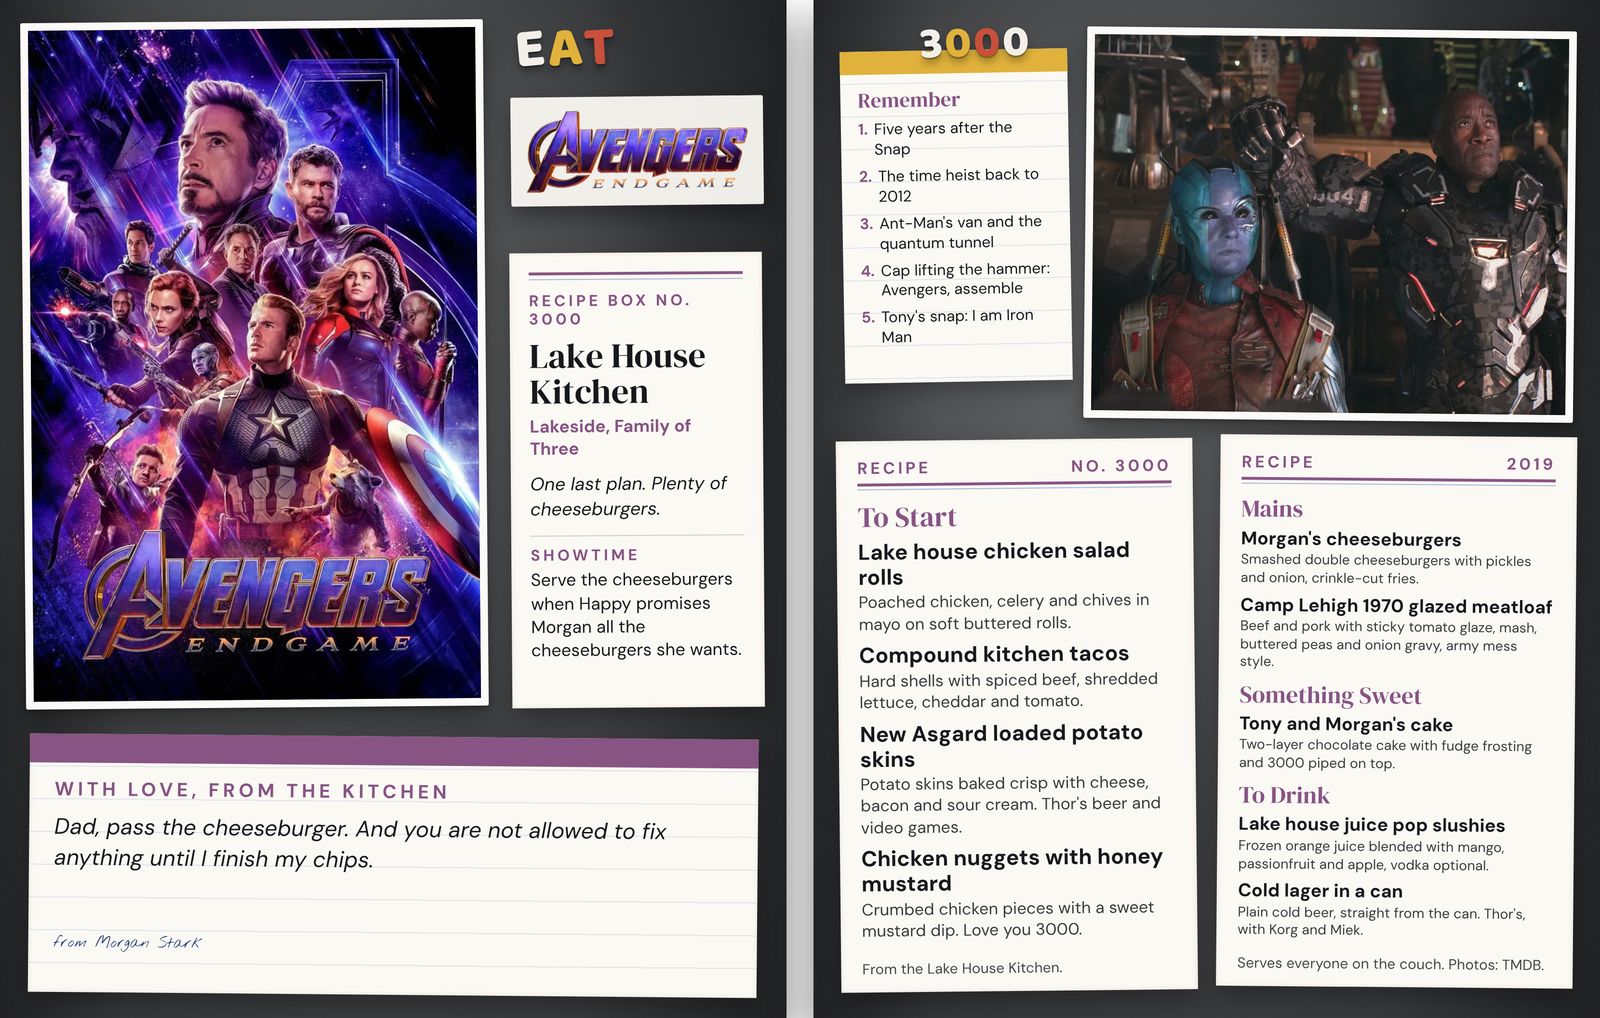 EAT
AVENGERS
ENDGAME
RECIPE BOX NO.
3000
Lake House
Kitchen
Lakeside, Family of
Three
One last plan. Plenty of
cheeseburgers.
SHOWTIME
Serve the cheeseburgers
when Happy promises
Morgan all the
cheeseburgers she wants.
AVENGERS
ENDGAME
WITH LOVE, FROM THE KITCHEN
Dad, pass the cheeseburger. And you are not allowed to fix
anything until I finish my chips.
from Morgan Stark
3000
Remember
1. Five years after the
Snap
2. The time heist back to
2012
3. Ant-Man's van and the
quantum tunnel
4. Cap lifting the hammer:
Avengers, assemble
5. Tony's snap: I am Iron
Man
RECIPE NO. 3000
To Start
Lake house chicken salad
rolls
Poached chicken, celery and chives in
mayo on soft buttered rolls.
Compound kitchen tacos
Hard shells with spiced beef, shredded
lettuce, cheddar and tomato.
New Asgard loaded potato
skins
Potato skins baked crisp with cheese,
bacon and sour cream. Thor's beer and
video games.
Chicken nuggets with honey
mustard
Crumbed chicken pieces with a sweet
mustard dip. Love you 3000.
From the Lake House Kitchen.
RECIPE 2019
Mains
Morgan's cheeseburgers
Smashed double cheeseburgers with pickles
and onion, crinkle-cut fries.
Camp Lehigh 1970 glazed meatloaf
Beef and pork with sticky tomato glaze, mash,
buttered peas and onion gravy, army mess
style.
Something Sweet
Tony and Morgan's cake
Two-layer chocolate cake with fudge frosting
and 3000 piped on top.
To Drink
Lake house juice pop slushies
Frozen orange juice blended with mango,
passionfruit and apple, vodka optional.
Cold lager in a can
Plain cold beer, straight from the can. Thor's,
with Korg and Miek.
Serves everyone on the couch. Photos: TMDB.